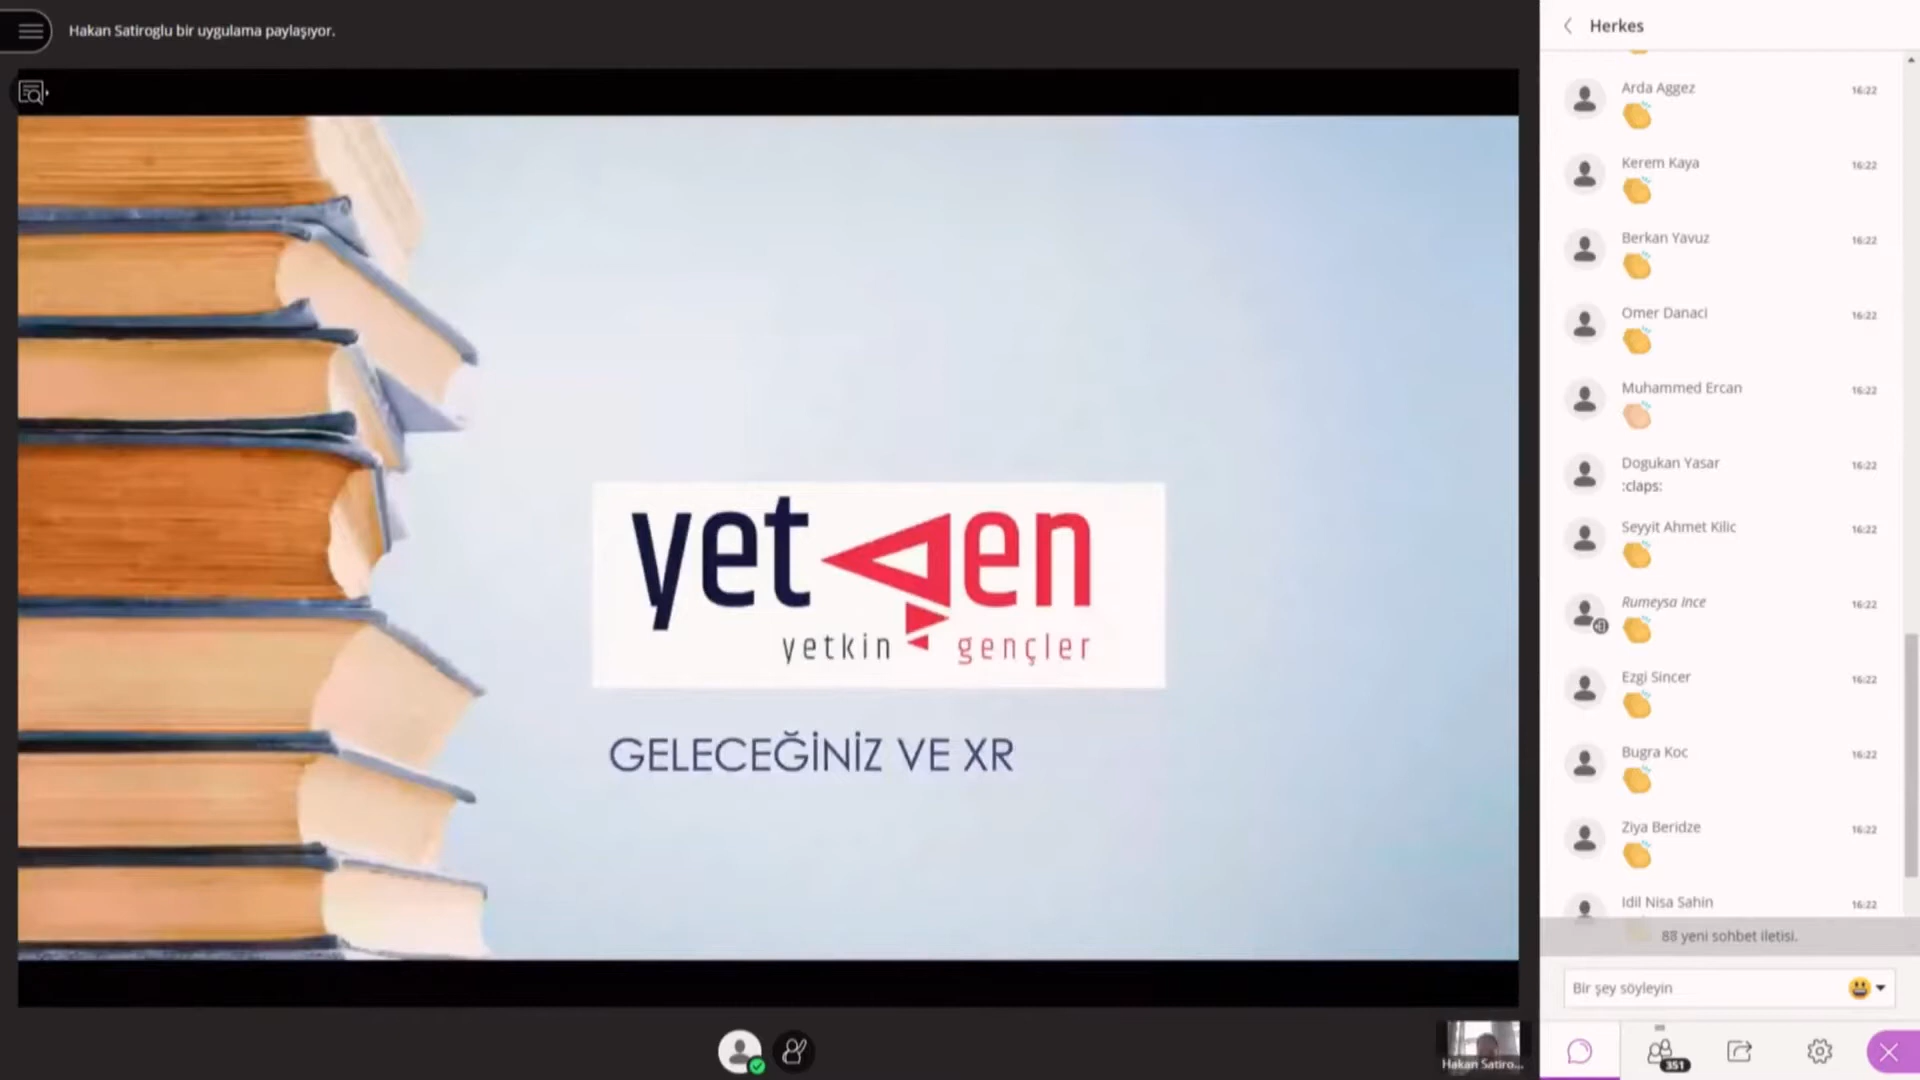 Hakan Satiroglu bir uygulama paylaşıyor.
yetgen
yetkin gençler
GELECEĞİNİZ VE XR
Hakan Satiro...
Herkes
Arda Aggez 16:22
Kerem Kaya 16:22
Berkan Yavuz 16:22
Omer Danaci 16:22
Muhammed Ercan 16:22
Dogukan Yasar 16:22
:claps:
Seyyit Ahmet Kilic 16:22
Rumeysa Ince 16:22
Ezgi Sincer 16:22
Bugra Koc 16:22
Ziya Beridze 16:22
Idil Nisa Sahin 16:22
88 yeni sohbet iletisi.
Bir şey söyleyin
351